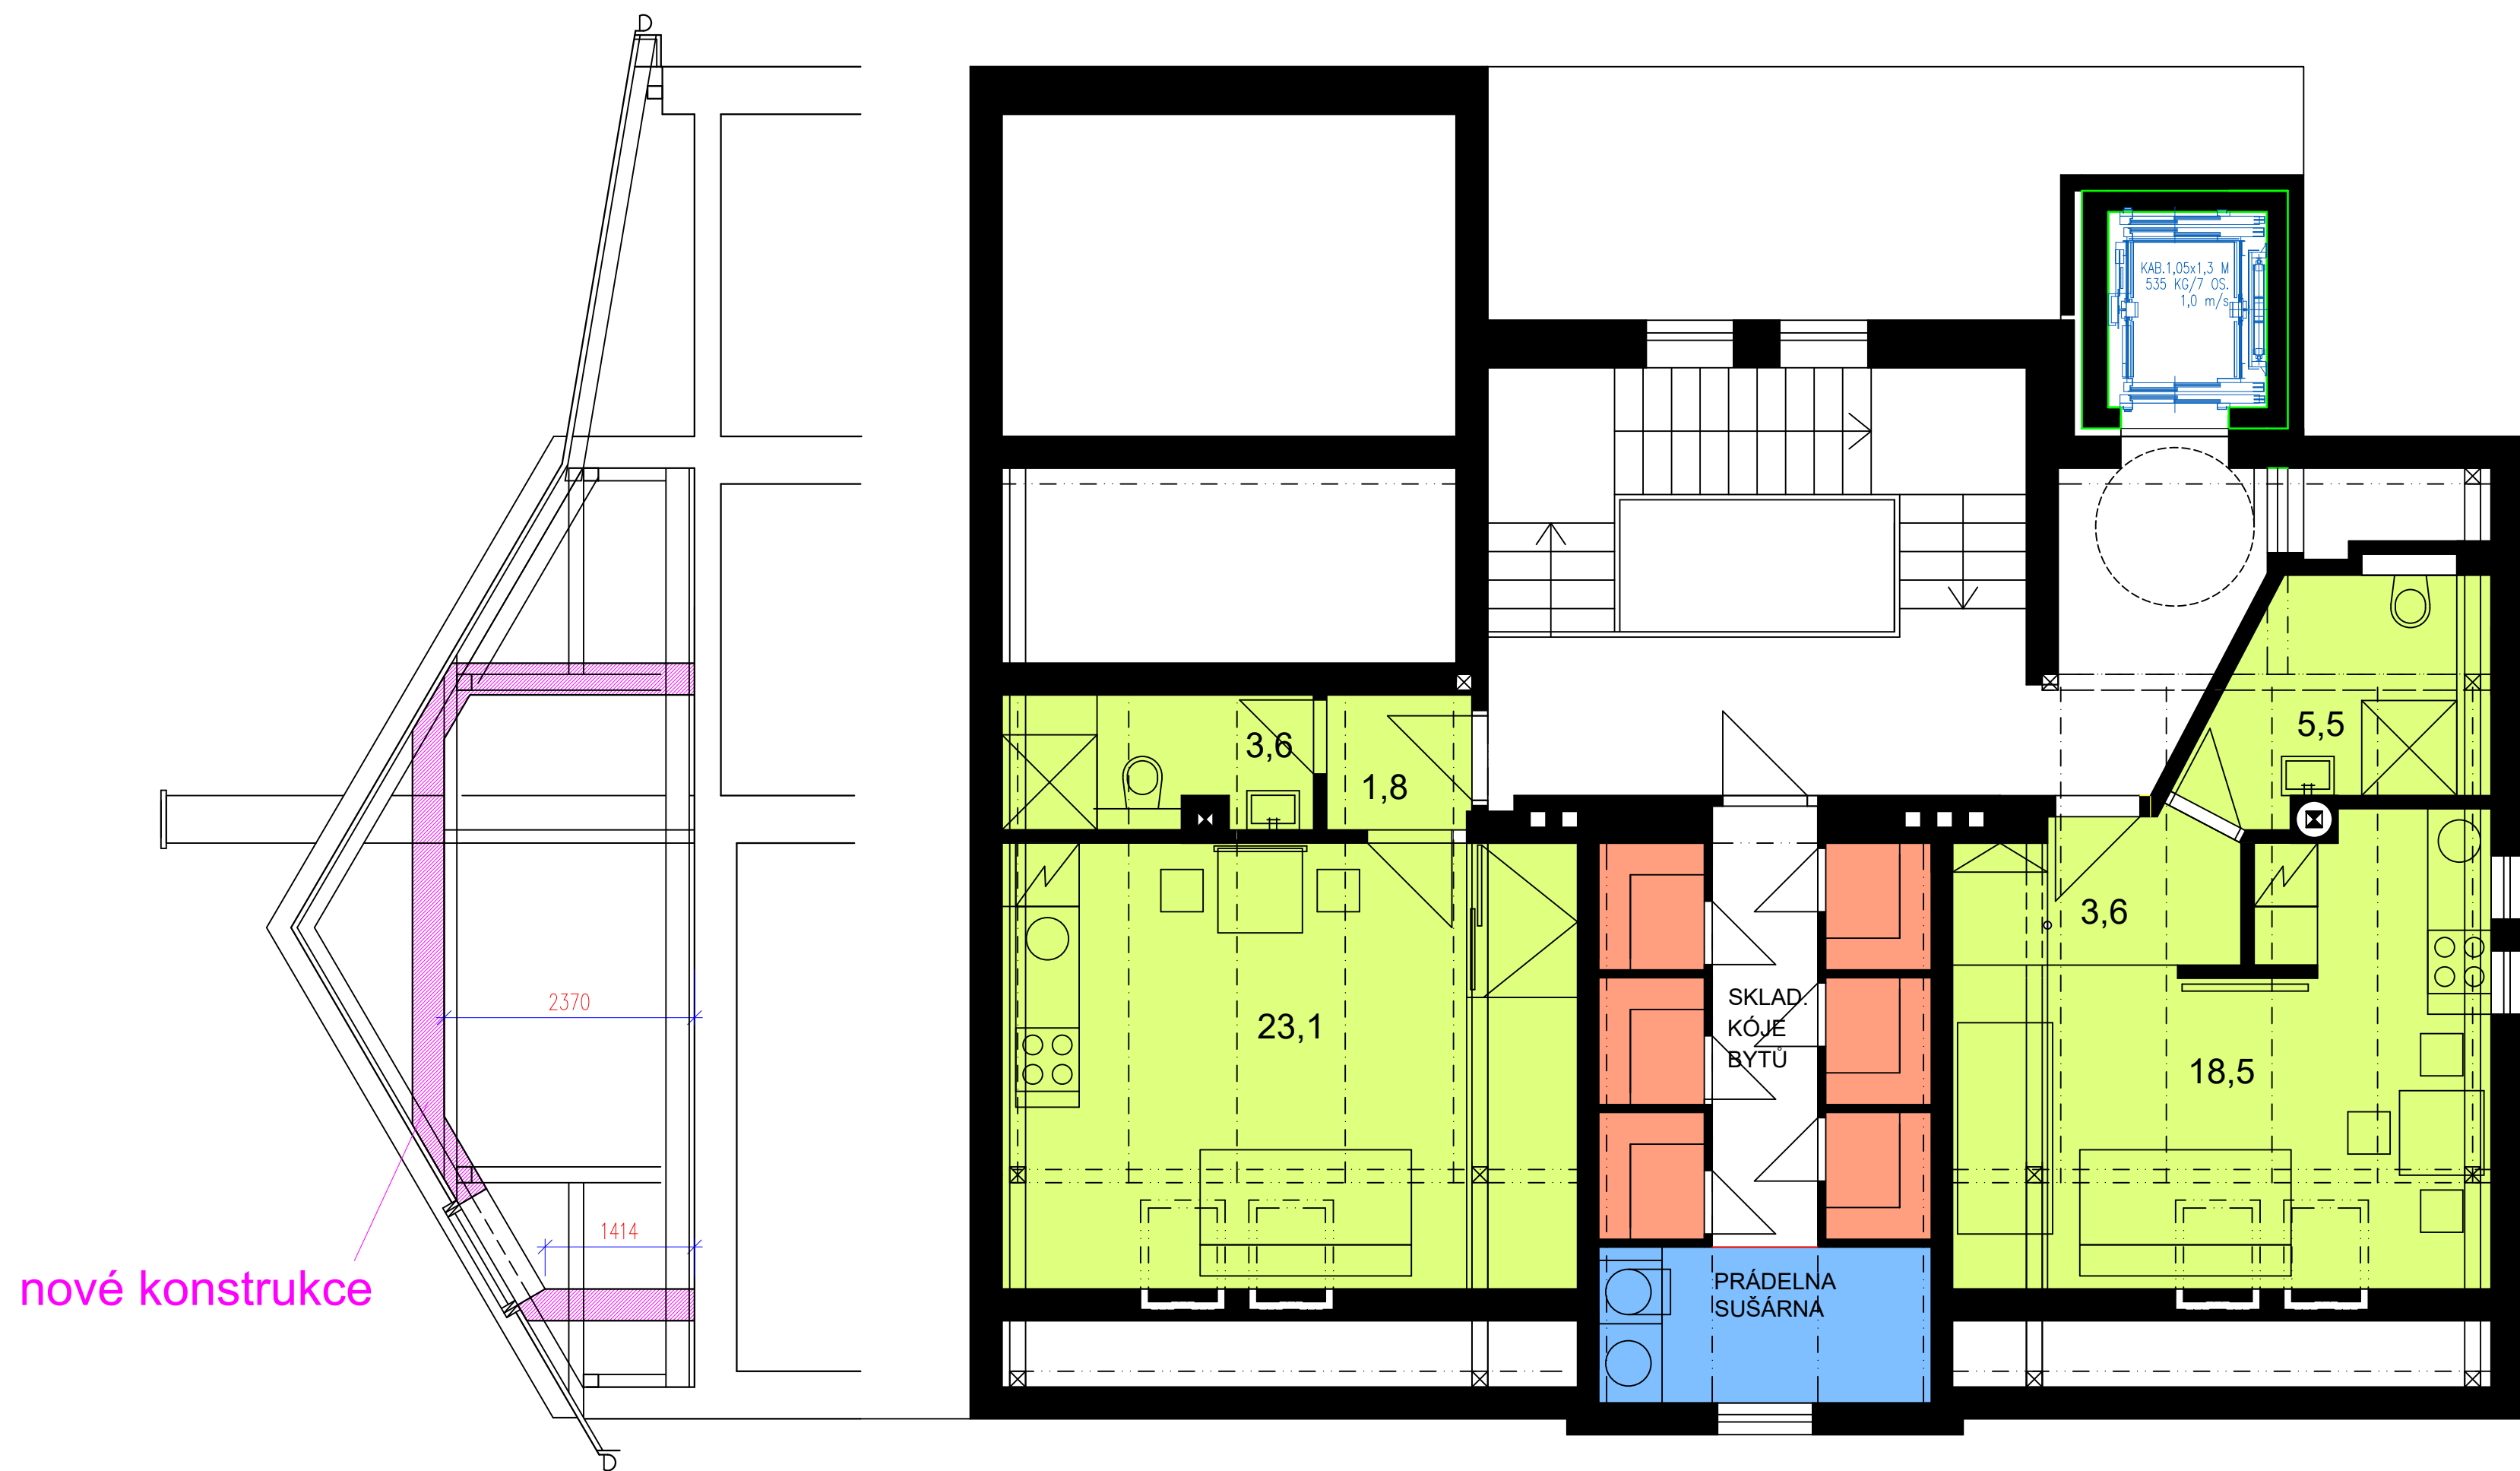 KAB.1,05x1,3 M
535 KG/7 OS.
1,0 m/s
5,5
3,6
1,8
3,6
2370
SKLAD.
KÓJE
BYTŮ
23,1
18,5
1414
nové konstrukce
PRÁDELNA
SUŠÁRNA